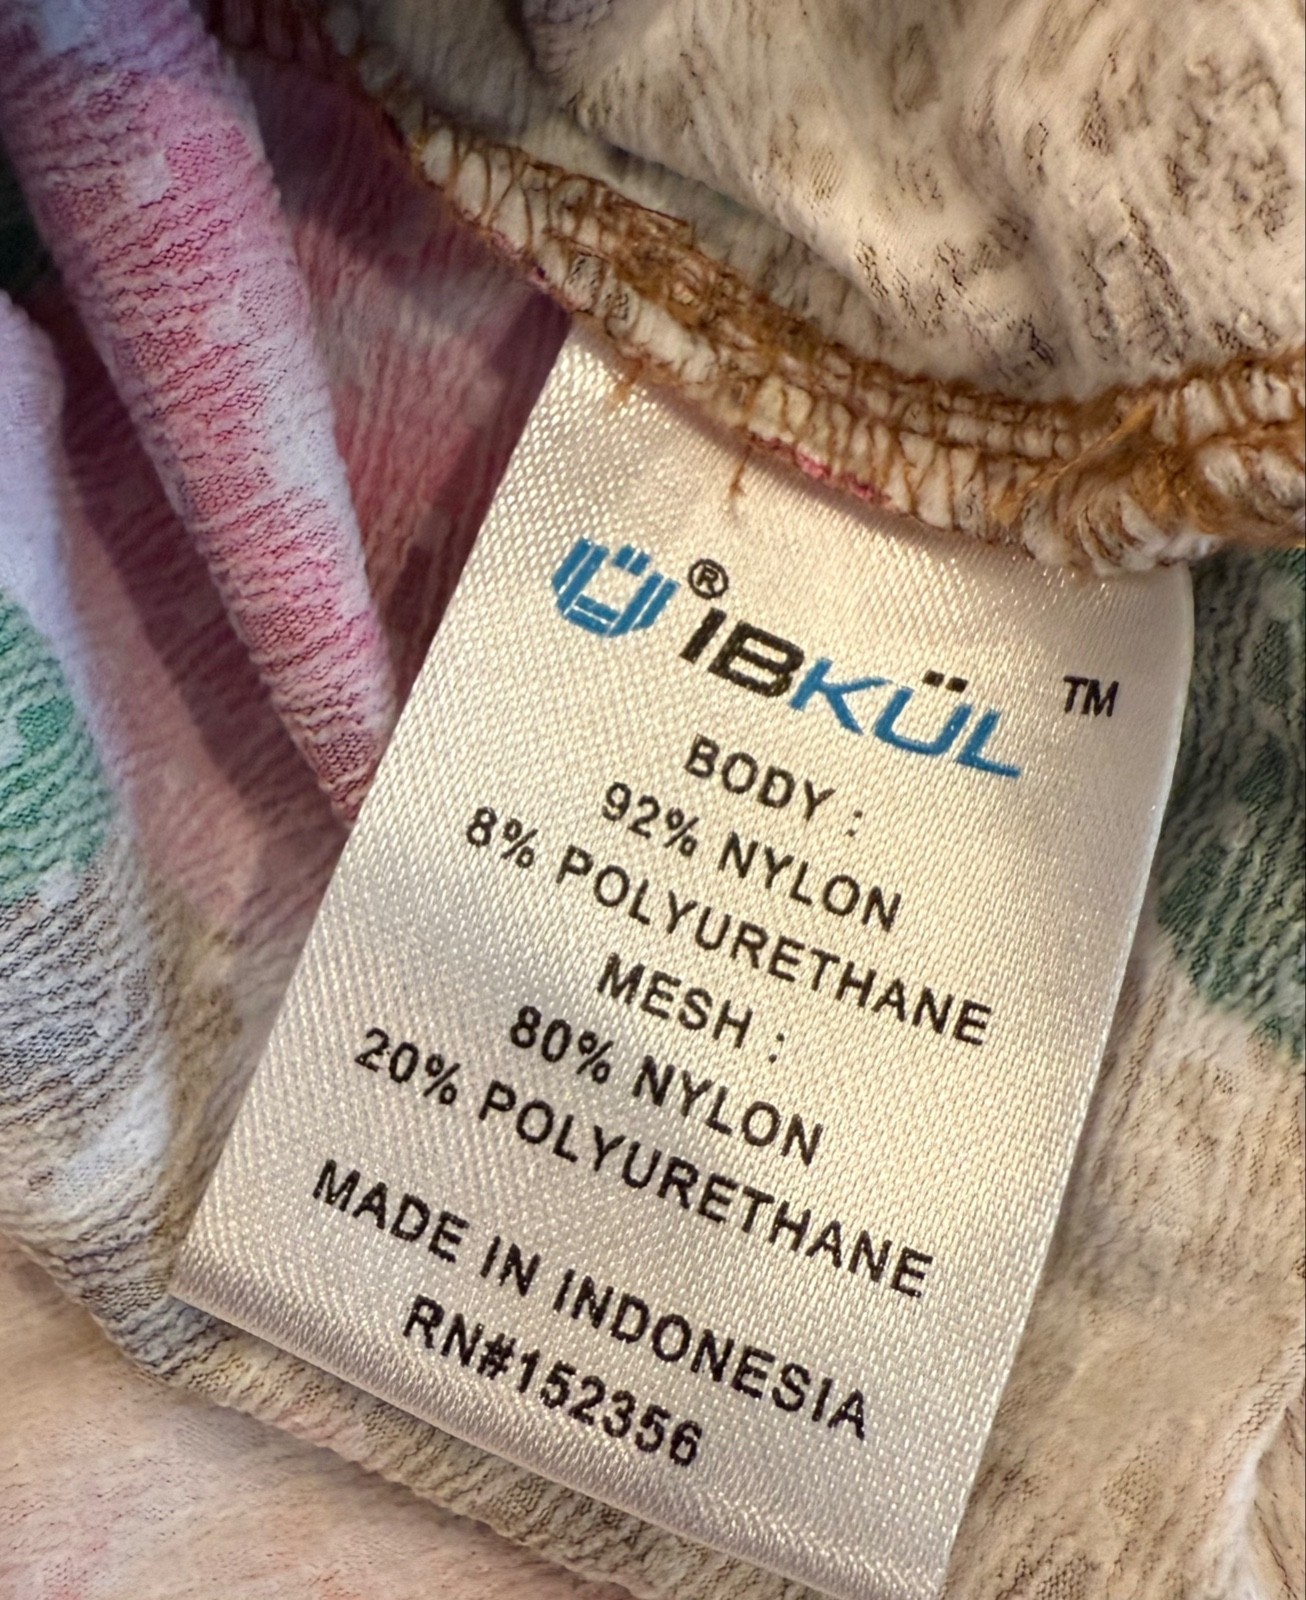 Ü® IBKÜL ™
BODY :
92% NYLON
8% POLYURETHANE
MESH :
80% NYLON
20% POLYURETHANE
MADE IN INDONESIA
RN#152356